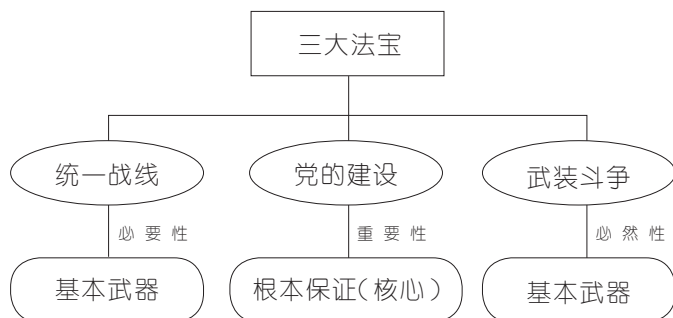 三大法宝
统一战线 党的建设 武装斗争
必要性 重要性 必然性
基本武器 根本保证(核心) 基本武器